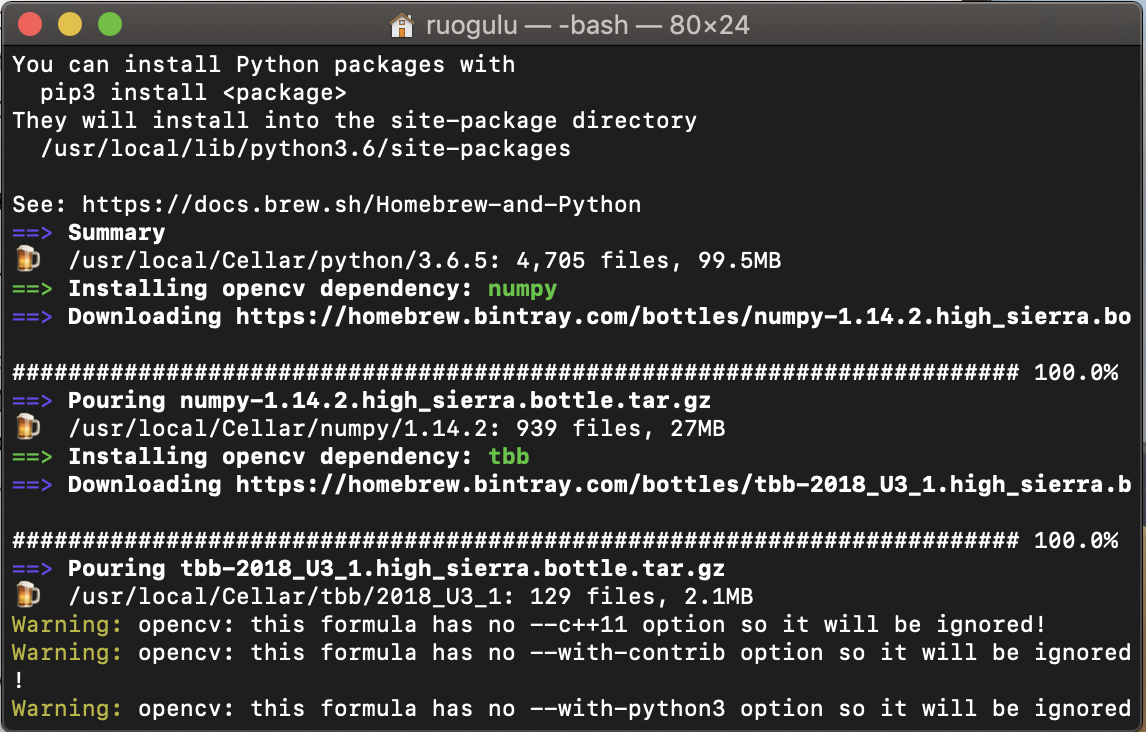 ruogulu — -bash — 80×24
You can install Python packages with
  pip3 install <package>
They will install into the site-package directory
  /usr/local/lib/python3.6/site-packages
See: https://docs.brew.sh/Homebrew-and-Python
==> Summary
🍺  /usr/local/Cellar/python/3.6.5: 4,705 files, 99.5MB
==> Installing opencv dependency: numpy
==> Downloading https://homebrew.bintray.com/bottles/numpy-1.14.2.high_sierra.bo
######################################################################## 100.0%
==> Pouring numpy-1.14.2.high_sierra.bottle.tar.gz
🍺  /usr/local/Cellar/numpy/1.14.2: 939 files, 27MB
==> Installing opencv dependency: tbb
==> Downloading https://homebrew.bintray.com/bottles/tbb-2018_U3_1.high_sierra.b
######################################################################## 100.0%
==> Pouring tbb-2018_U3_1.high_sierra.bottle.tar.gz
🍺  /usr/local/Cellar/tbb/2018_U3_1: 129 files, 2.1MB
Warning: opencv: this formula has no --c++11 option so it will be ignored!
Warning: opencv: this formula has no --with-contrib option so it will be ignored
!
Warning: opencv: this formula has no --with-python3 option so it will be ignored